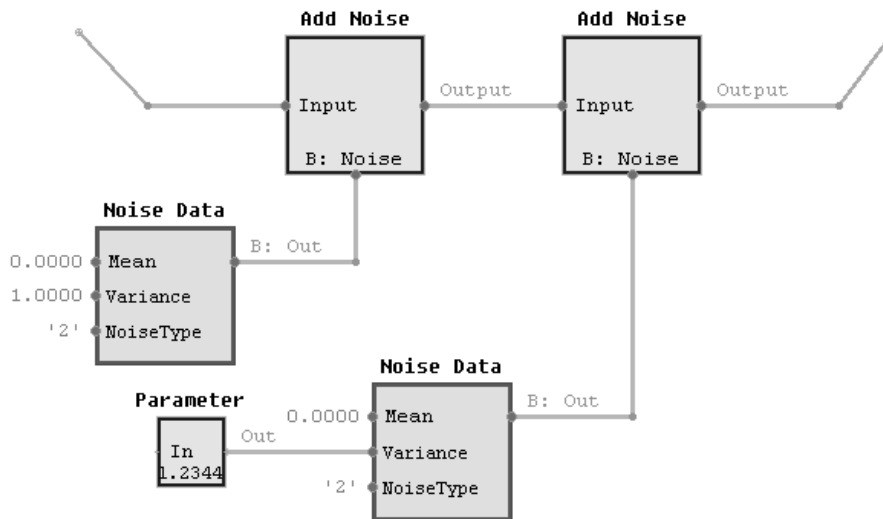 Add Noise
Add Noise
Output
Output
Input
Input
B: Noise
B: Noise
Noise Data
B: Out
0.0000 Mean
1.0000 Variance
'2' NoiseType
Noise Data
Parameter
0.0000 Mean
B: Out
Out
In
Variance
1.2344
'2' NoiseType